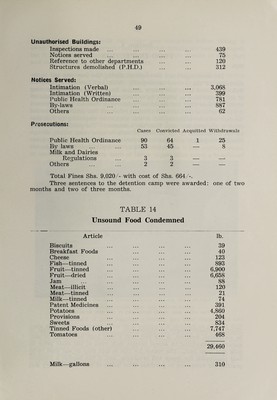 49
Unauthorised Buildings:
Inspections made ... ... ... ... 439
Notices served ... ... ... ... 75
Reference to other departments ... ... ... 120
Structures demolished (P.H.D.) ... ... ... 312
Notices Served:
Intimation (Verbal) ... ... ... 3,068
Intimation (Written) ... ... ... 399
Public Health Ordinance ... ... ... 781
By-laws ... ... ... ... 887
Others ... ... ... ... 62
Prosecutions:
Cases Convicted Acquitted Withdrawals
Public Health Ordinance 90 64 1 25
By laws ... ... 53 45 — 8
Milk and Dairies
Regulations ... 3 3 — —
Others ... ... 2 2 — —
Total Fines Shs. 9,020/- with cost of Shs. 664/-.
Three sentences to the detention camp were awarded: one of two
months and two of three months.
TABLE 14
Unsound Food Condemned
Article lb.
Biscuits ... ... ... ... 39
Breakfast Foods ... ... ... ... 40
Cheese ... ... ... ... 123
Fish—tinned ... ... ... ... 893
Fruit—tinned ... ... ... ... 6,900
Fruit—dried ... ... ... ... 6,658
Jam ... ... ... ... 88
Meat—illicit ... ... ... ... 120
Meat—tinned ... ... ... ... 21
Milk—tinned ... ... ... ... 74
Patent Medicines ... ... ... ... 391
Potatoes ... ... ... ... 4,860
Provisions ... ... ... ... 204
Sweets ... ... ... ... 834
Tinned Foods (other) ... ... ... ... 7,747
Tomatoes ... ... ... ... 468
29,460
Milk—gallons ... ... ... ... 310